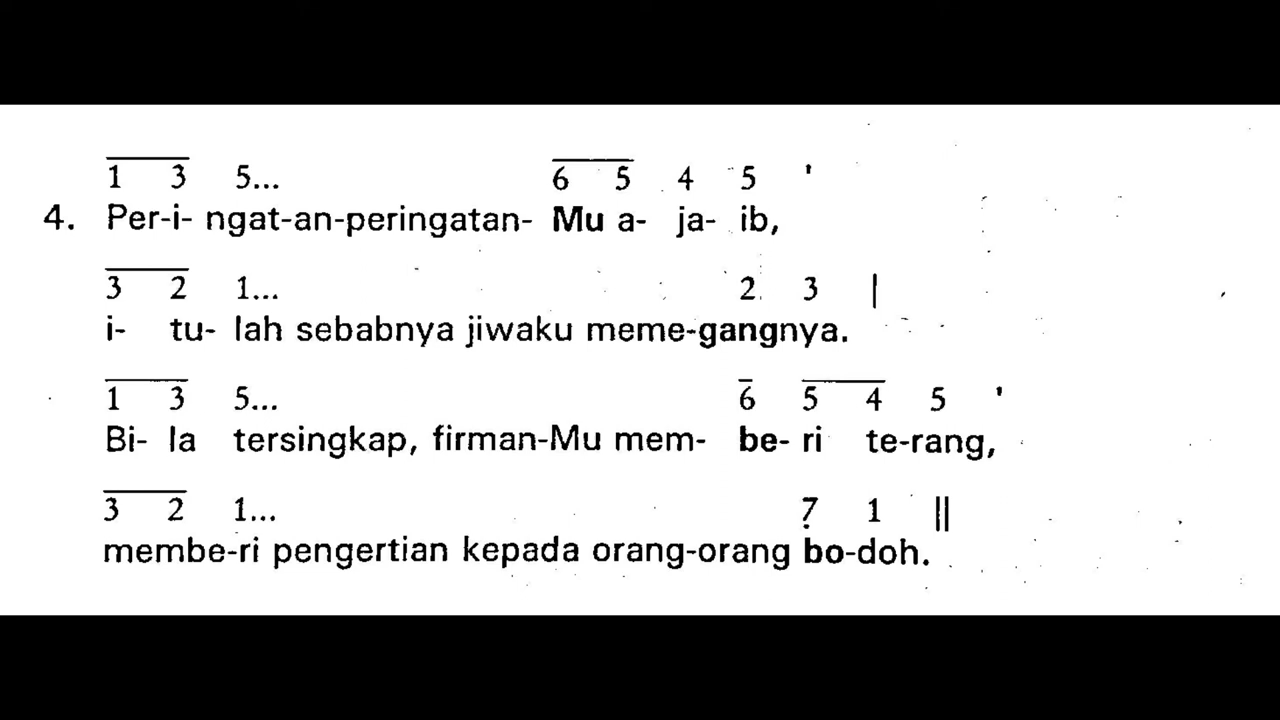 1 3 5... 6 5 4 5 '
4. Per-i- ngat-an-peringatan- Mu a- ja- ib,
3 2 1... 2 3 |
i- tu- lah sebabnya jiwaku meme-gangnya.
1 3 5... 6 5 4 5 '
Bi- la tersingkap, firman-Mu mem- be- ri te-rang,
3 2 1... 7̣ 1 ||
membe-ri pengertian kepada orang-orang bo-doh.